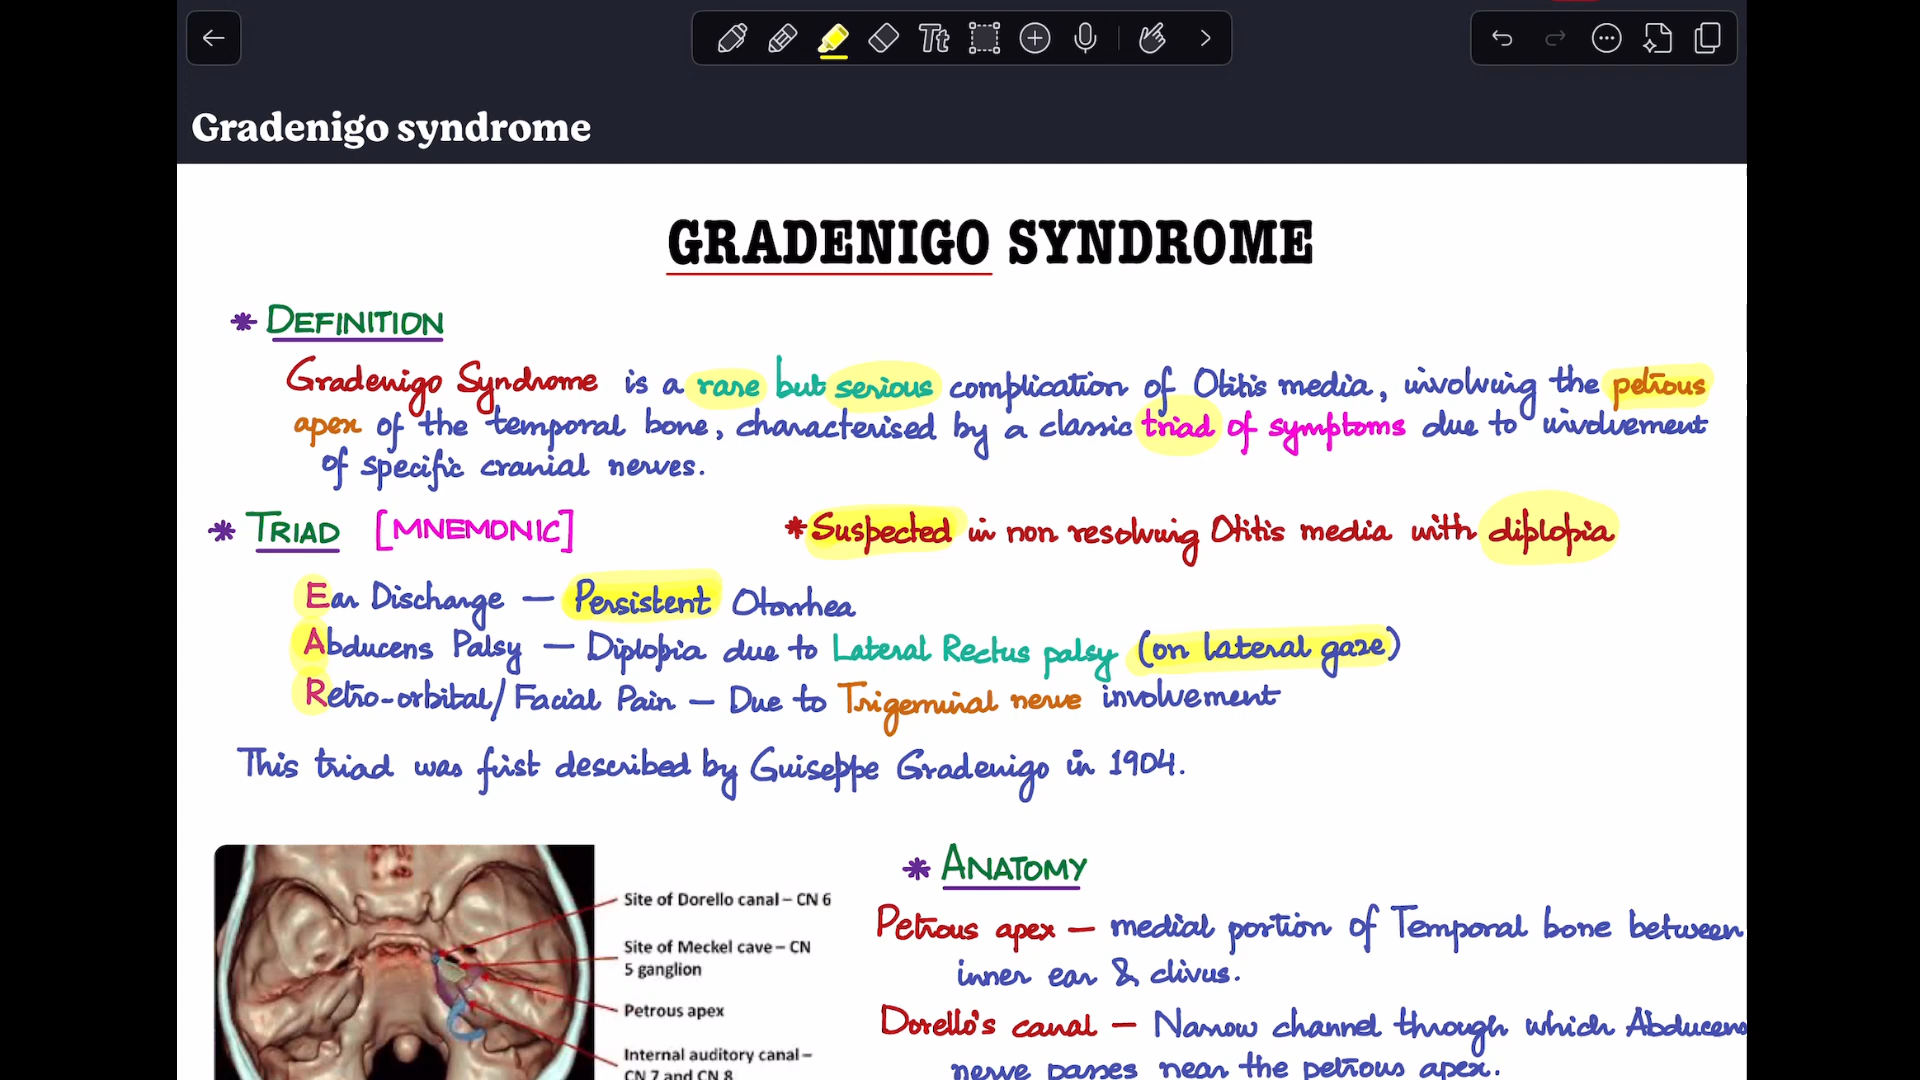 Gradenigo syndrome
GRADENIGO SYNDROME
* DEFINITION
Gradenigo Syndrome is a rare but serious complication of Otitis media, involving the petrous
apex of the temporal bone, characterised by a classic triad of symptoms due to involvement
of specific cranial nerves.
* TRIAD [MNEMONIC]
* Suspected in non resolving Otitis media with diplopia
Ear Discharge — Persistent Otorrhea
Abducens Palsy — Diplopia due to Lateral Rectus palsy (on lateral gaze)
Retro-orbital/Facial Pain — Due to Trigeminal nerve involvement
This triad was first described by Guiseppe Gradenigo in 1904.
Site of Dorello canal – CN 6
Site of Meckel cave – CN
5 ganglion
Petrous apex
Internal auditory canal –
CN 7 and CN 8
* ANATOMY
Petrous apex — medial portion of Temporal bone between
inner ear & clivus.
Dorello's canal — Narrow channel through which Abducens
nerve passes near the petrous apex.